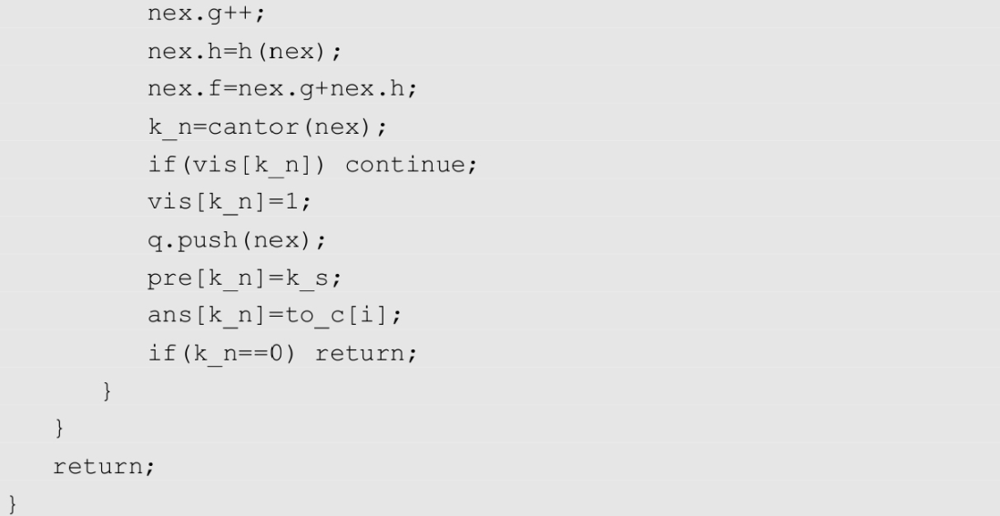 nex.g++;
nex.h=h(nex);
nex.f=nex.g+nex.h;
k_n=cantor(nex);
if(vis[k_n]) continue;
vis[k_n]=1;
q.push(nex);
pre[k_n]=k_s;
ans[k_n]=to_c[i];
if(k_n==0) return;
}
}
return;
}